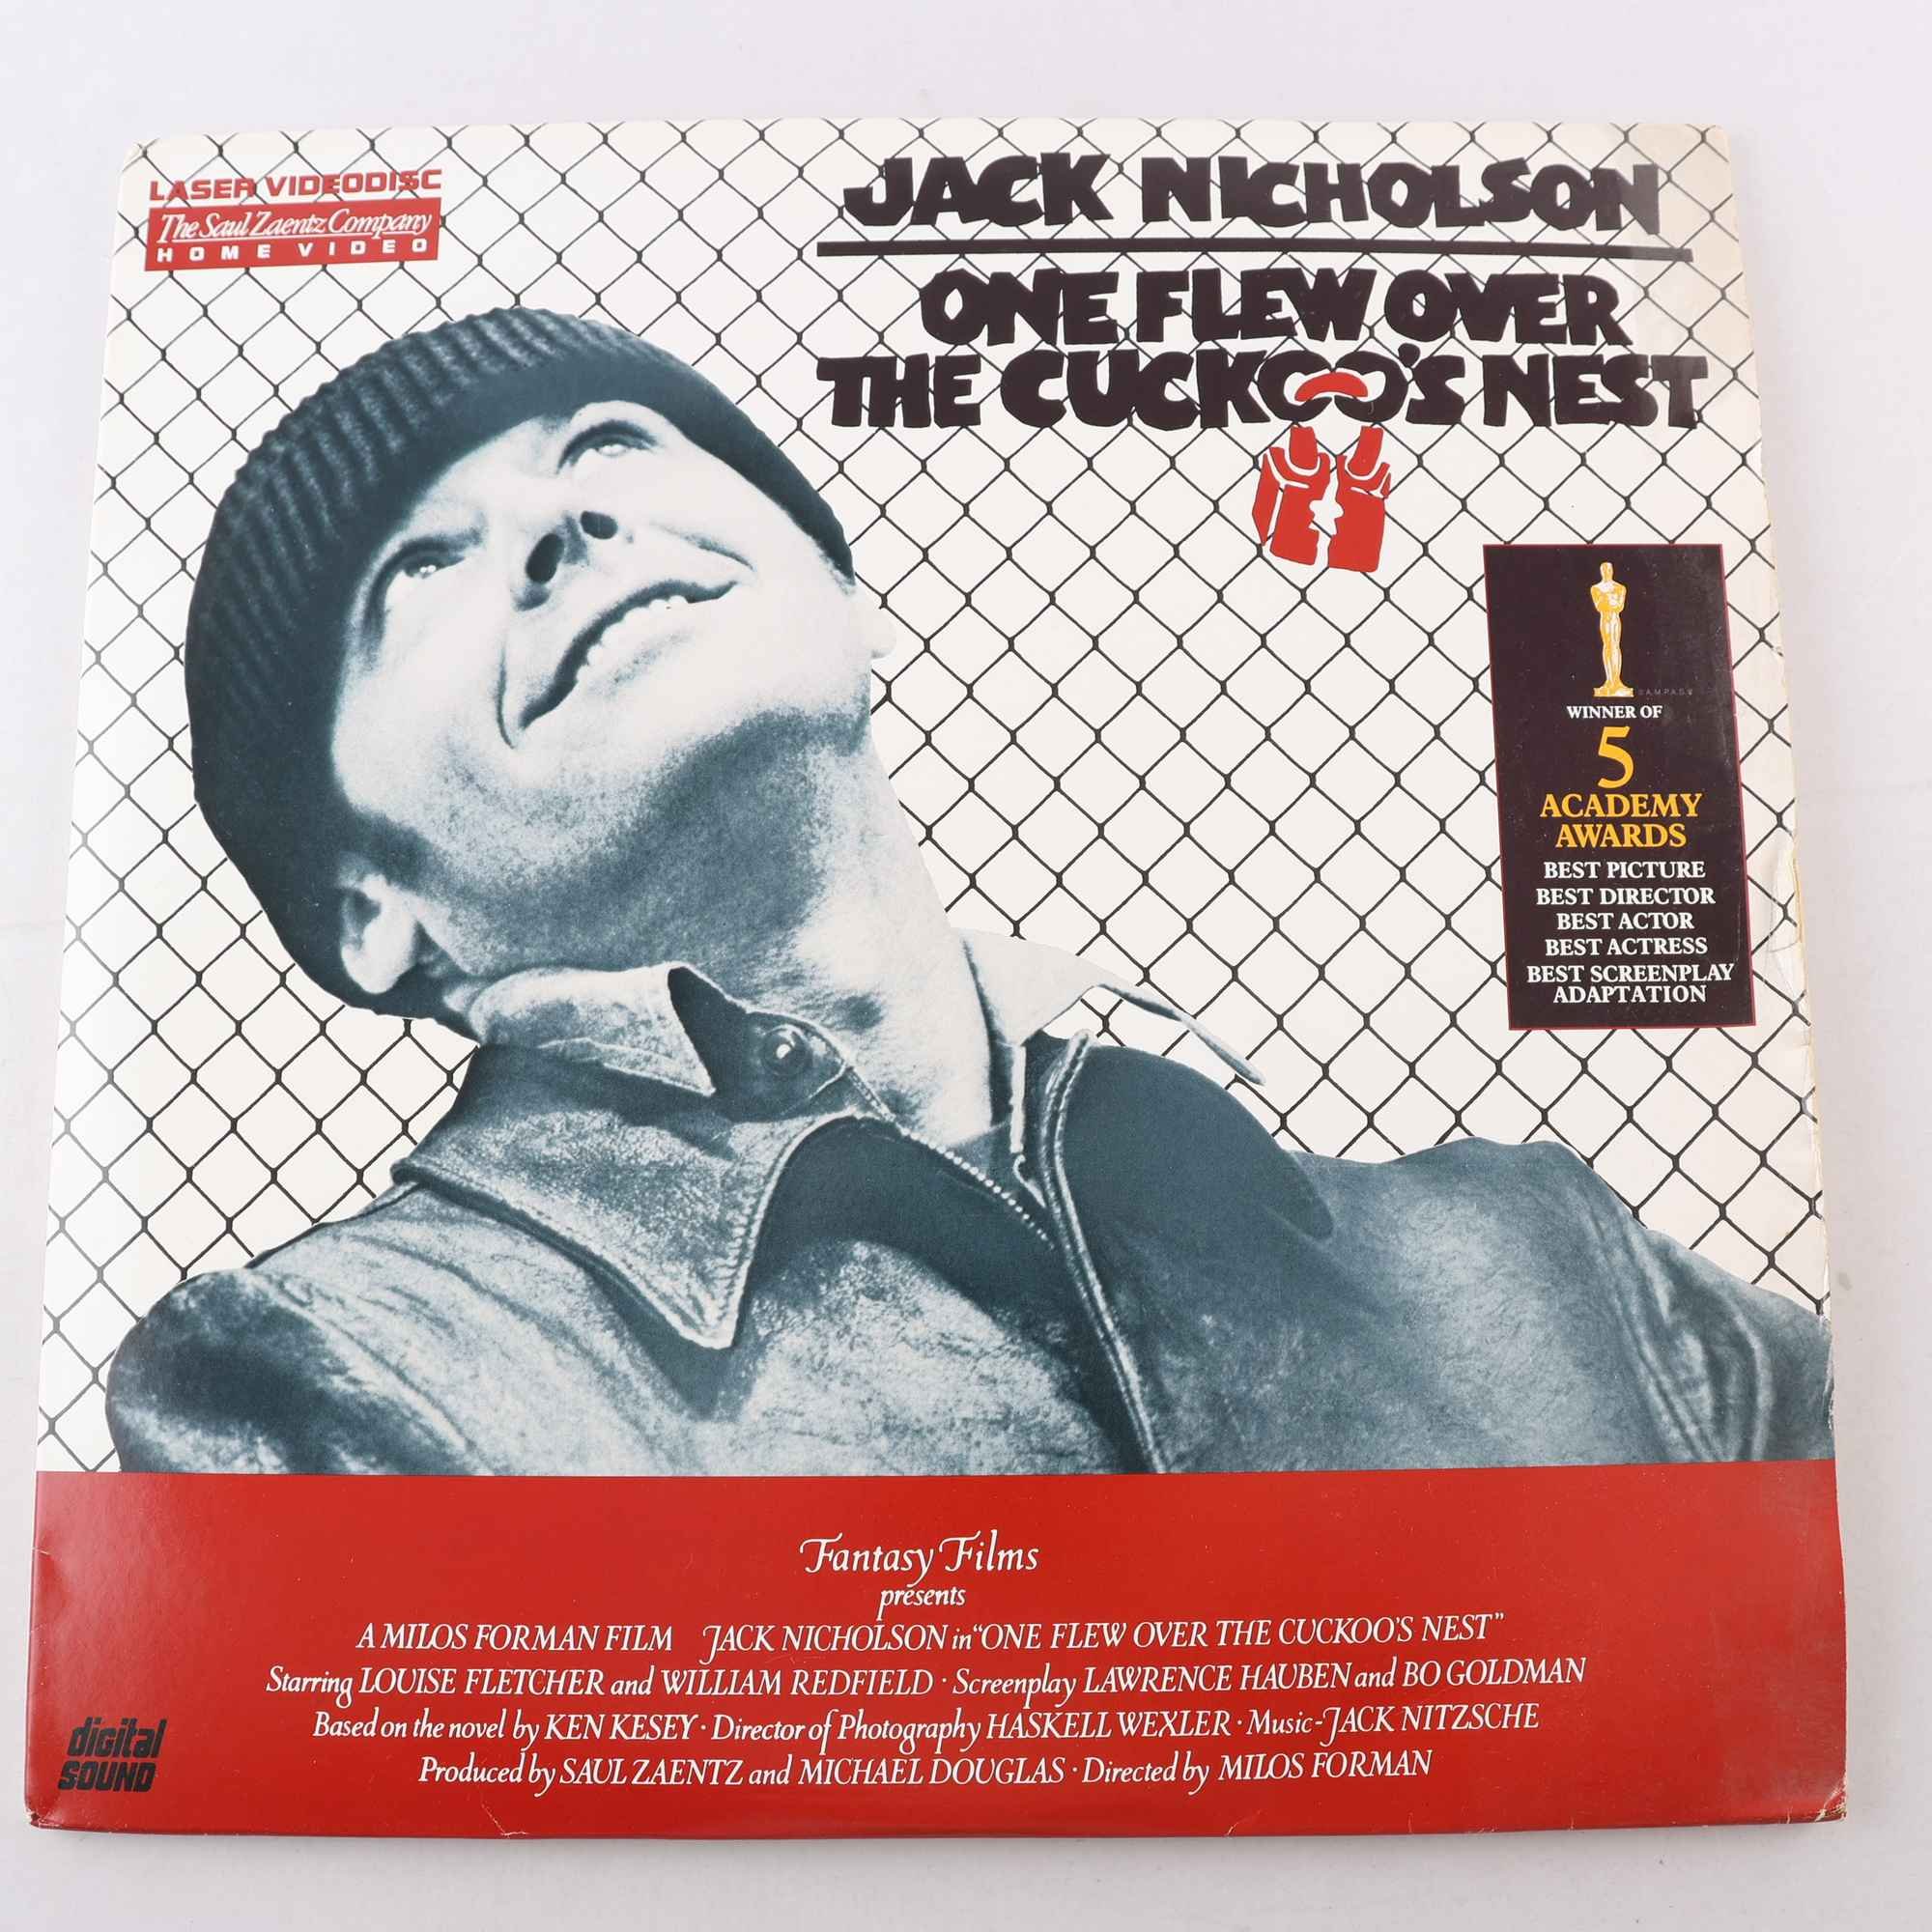 LASER VIDEODISC
The Saul Zaentz Company
HOME VIDEO
JACK NICHOLSON
ONE FLEW OVER
THE CUCKOO'S NEST
WINNER OF
5
ACADEMY
AWARDS
BEST PICTURE
BEST DIRECTOR
BEST ACTOR
BEST ACTRESS
BEST SCREENPLAY
ADAPTATION
Fantasy Films
presents
A MILOS FORMAN FILM JACK NICHOLSON in "ONE FLEW OVER THE CUCKOO'S NEST"
Starring LOUISE FLETCHER and WILLIAM REDFIELD · Screenplay LAWRENCE HAUBEN and BO GOLDMAN
Based on the novel by KEN KESEY · Director of Photography HASKELL WEXLER · Music-JACK NITZSCHE
Produced by SAUL ZAENTZ and MICHAEL DOUGLAS · Directed by MILOS FORMAN
digital
SOUND